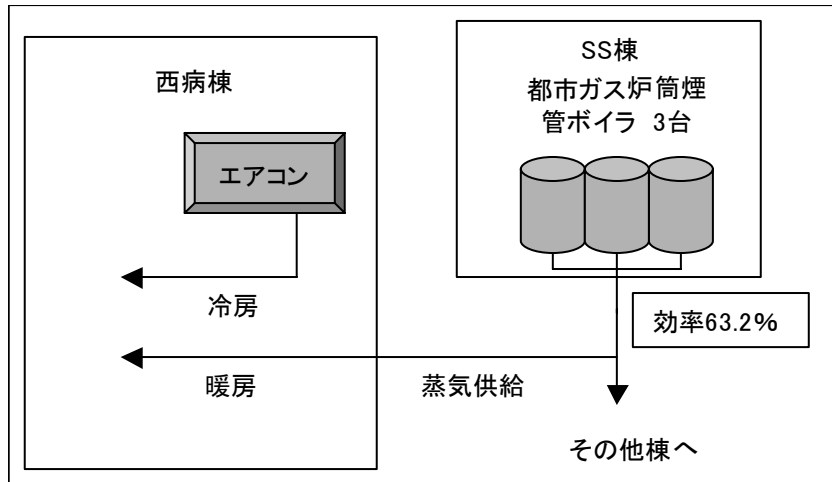 西病棟
エアコン
冷房
暖房
SS棟
都市ガス炉筒煙
管ボイラ 3台
効率63.2%
蒸気供給
その他棟へ